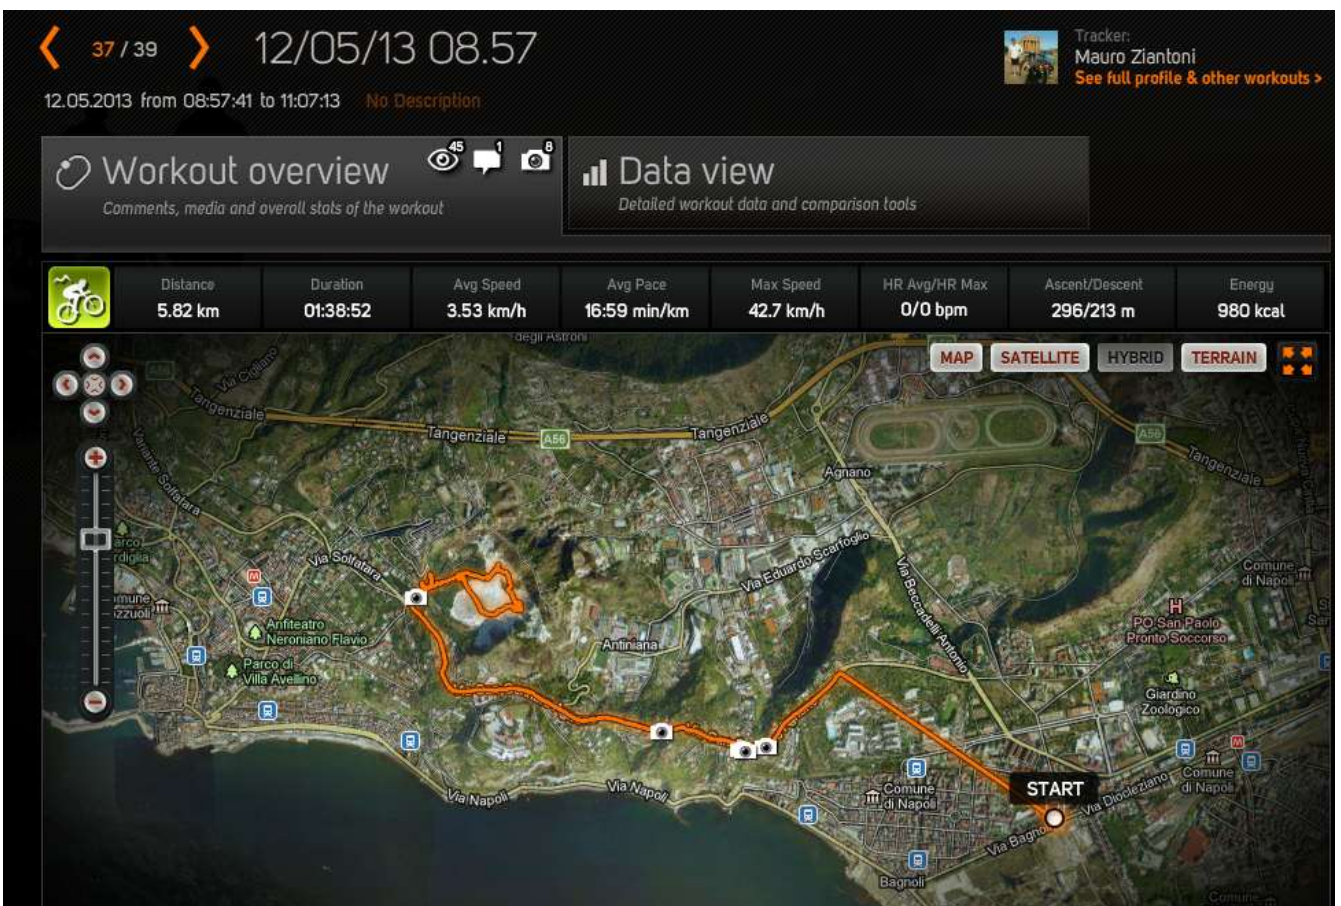 37 / 39
12/05/13 08.57
Tracker:
Mauro Ziantoni
See full profile & other workouts >
12.05.2013 from 08:57:41 to 11:07:13 No Description
Workout overview
45
1
8
Comments, media and overall stats of the workout
Data view
Detailed workout data and comparison tools
Distance
5.82 km
Duration
01:38:52
Avg Speed
3.53 km/h
Avg Pace
16:59 min/km
Max Speed
42.7 km/h
HR Avg/HR Max
0/0 bpm
Ascent/Descent
296/213 m
Energy
980 kcal
degli Astroni
MAP
SATELLITE
HYBRID
TERRAIN
Via Cigliano
Tangenziale
Tangenziale
A56
Tangenziale
A56
Tangenziale
Agnano
Variante Solfatara
Via Solfatara
Via Eduardo Scarfoglio
Via Beccadelli Antonio
Comune
di Napoli
M
Anfiteatro
Neroniano Flavio
Antiniana
H
PO San Paolo
Pronto Soccorso
Parco di
Villa Avellino
Giardino
Zoologico
M
Comune
di Napoli
Comune
di Napoli
START
Via Diocleziano
Via Napoli
Via Napoli
Via Bagnoli
Bagnoli
Comune